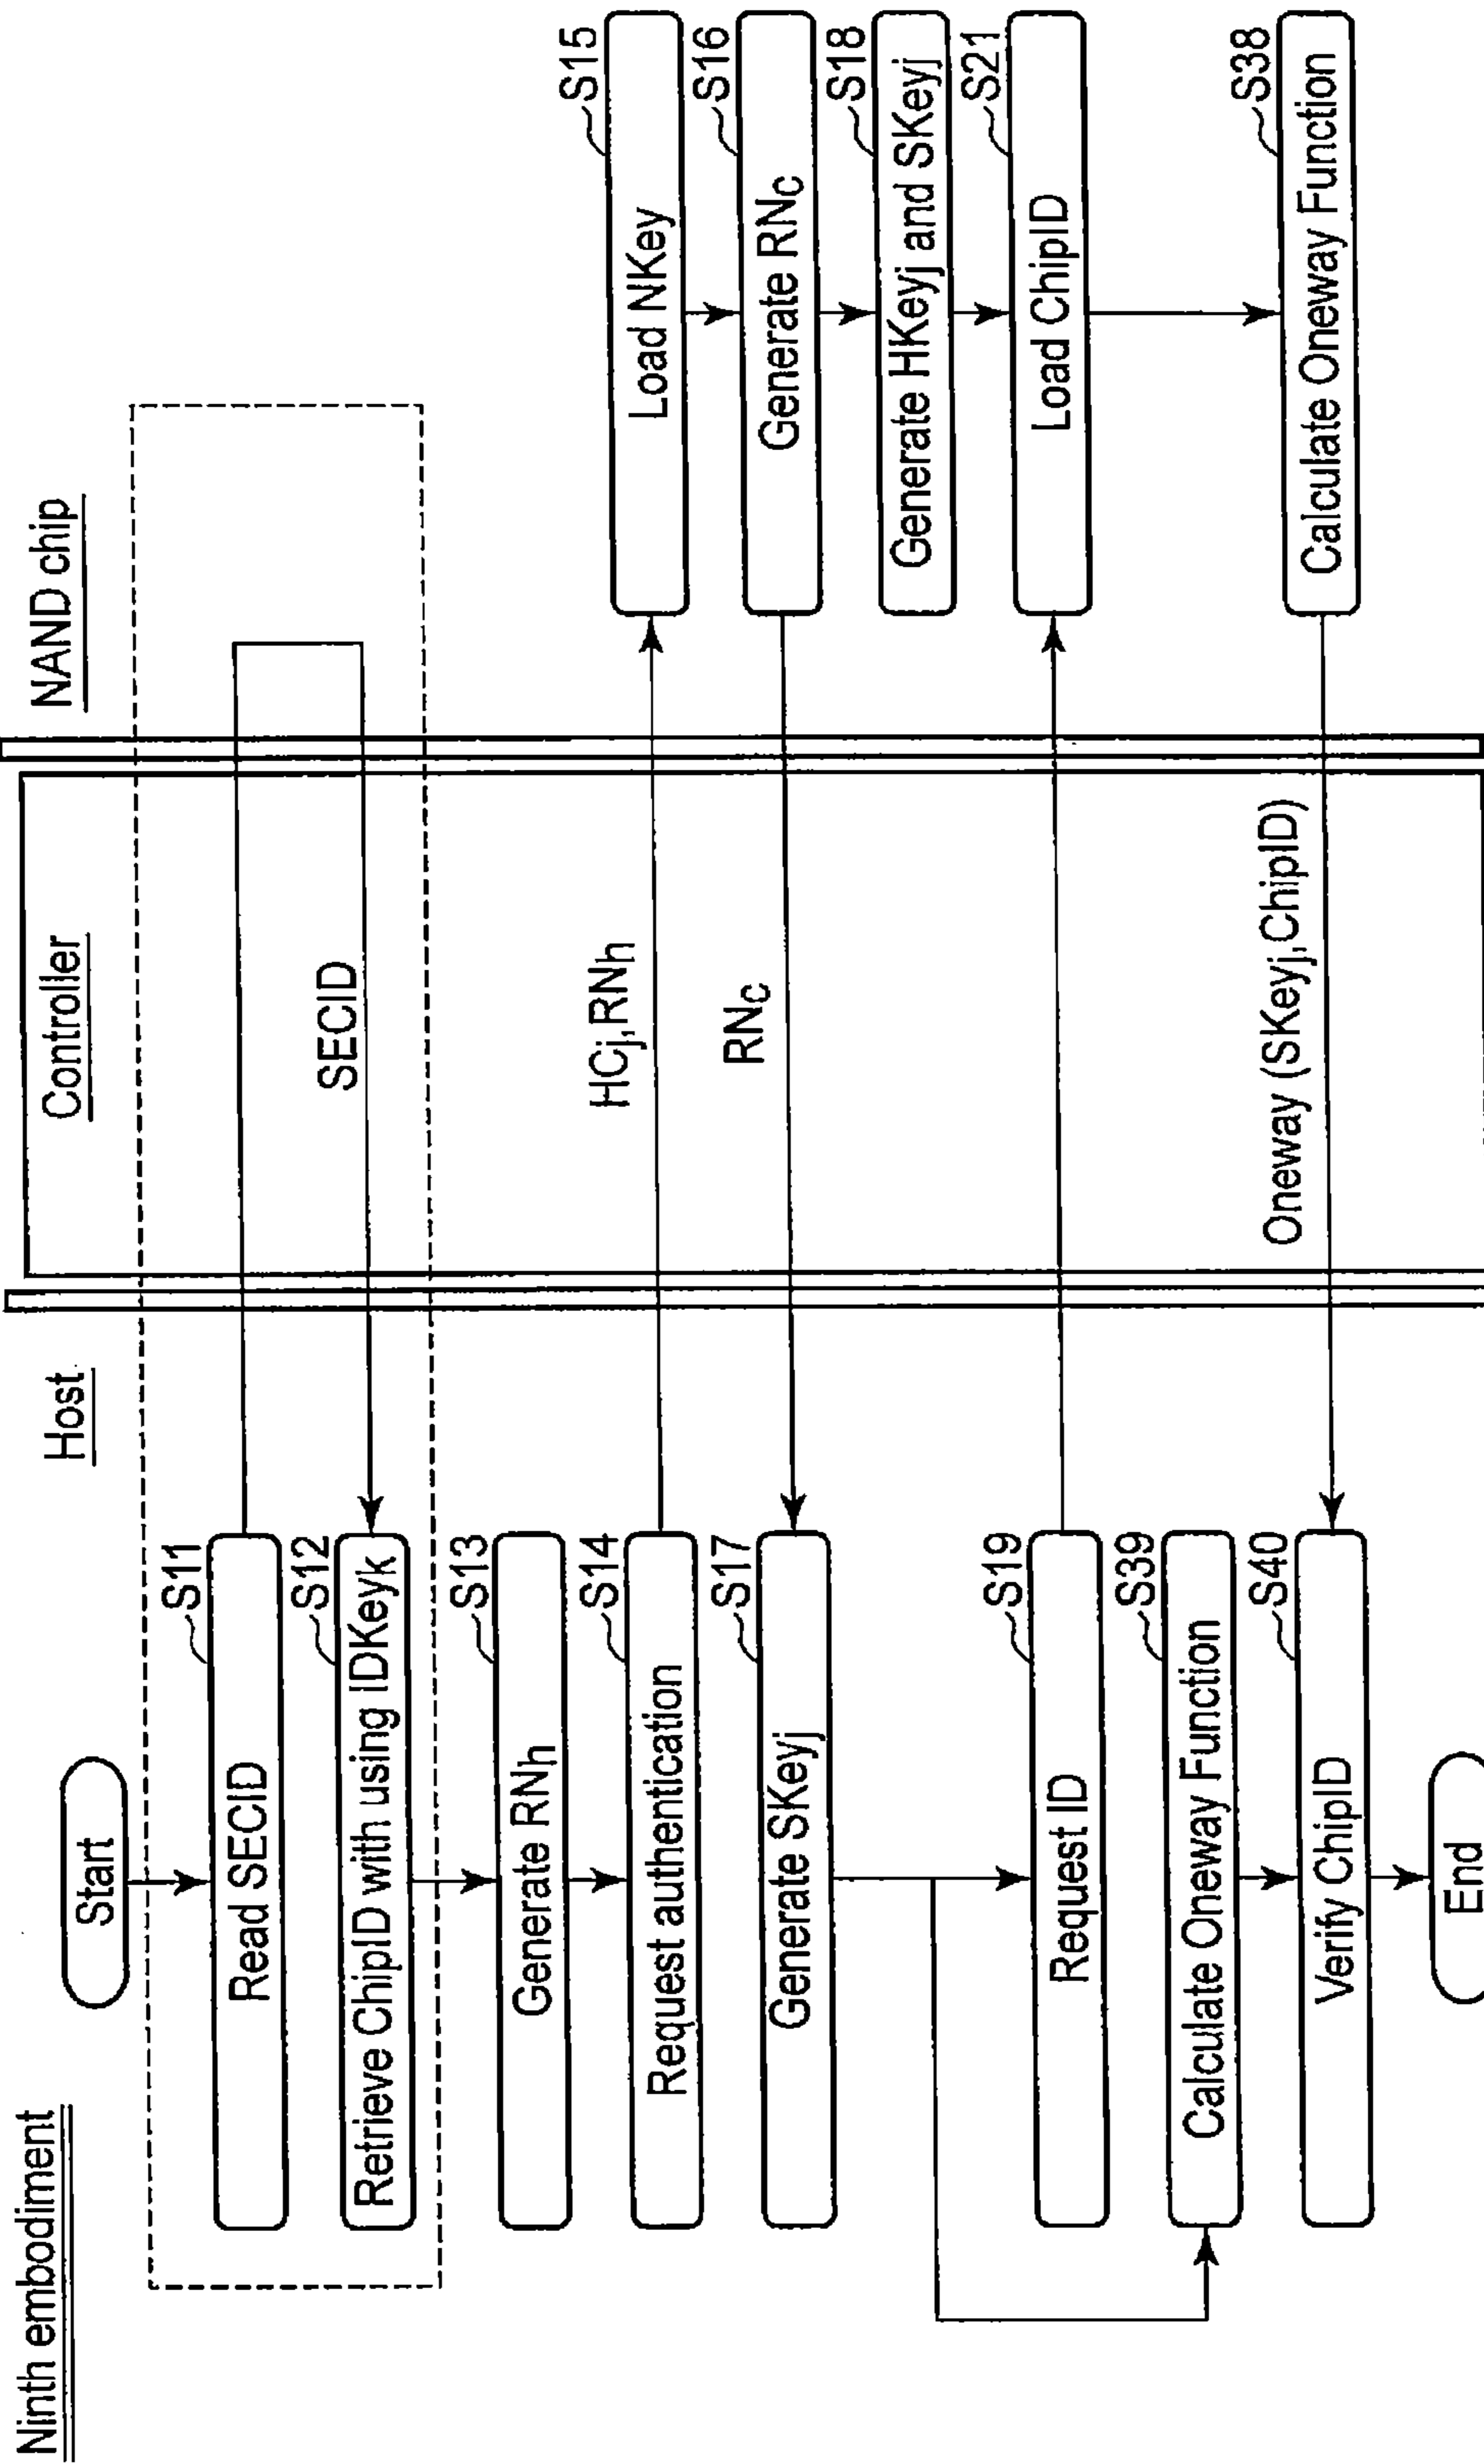 Ninth embodiment
Host
Controller
NAND chip
Start
S11
Read SECID
SECID
S12
Retrieve ChipID with using IDKeyk
S13
Generate RNh
S14
Request authentication
HCj,RNh
S15
Load NKey
S16
Generate RNc
RNc
S17
Generate SKeyj
S18
Generate HKeyj and SKeyj
S19
Request ID
S21
Load ChipID
S39
Calculate Oneway Function
S38
Calculate Oneway Function
Oneway (SKeyj,ChipID)
S40
Verify ChipID
End